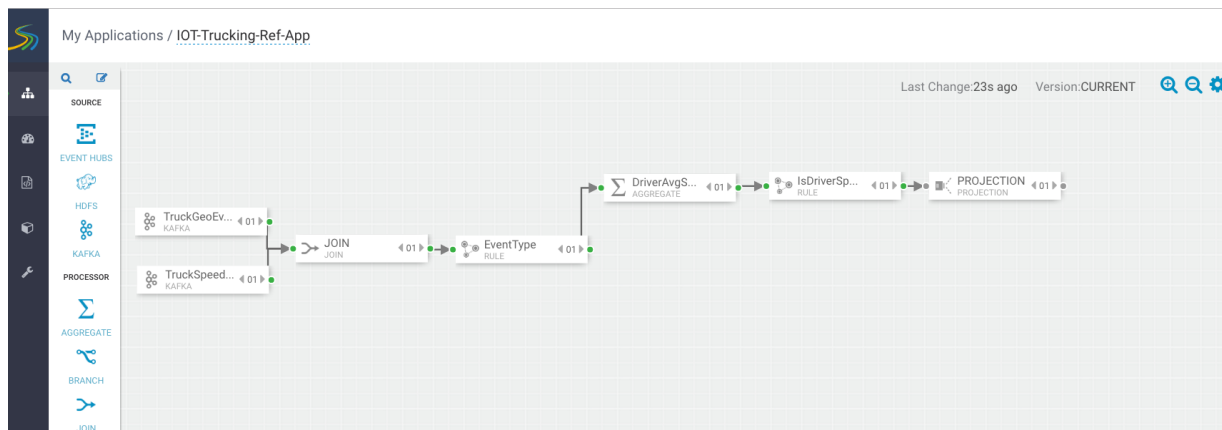 My Applications / IOT-Trucking-Ref-App
Last Change:23s ago Version:CURRENT
SOURCE
EVENT HUBS
HDFS
KAFKA
PROCESSOR
AGGREGATE
BRANCH
JOIN
TruckGeoEv... 01
KAFKA
TruckSpeed... 01
KAFKA
JOIN 01
JOIN
EventType 01
RULE
DriverAvgS... 01
AGGREGATE
IsDriverSp... 01
RULE
PROJECTION 01
PROJECTION